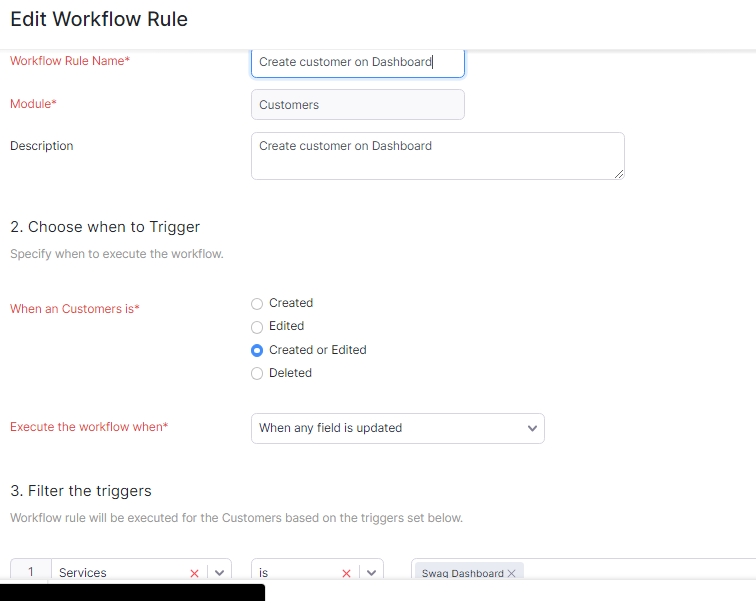 Edit Workflow Rule
Workflow Rule Name* Create customer on Dashboard
Module* Customers
Description Create customer on Dashboard
2. Choose when to Trigger
Specify when to execute the workflow.
When an Customers is* Created
Edited
Created or Edited
Deleted
Execute the workflow when* When any field is updated
3. Filter the triggers
Workflow rule will be executed for the Customers based on the triggers set below.
1 Services is Swag Dashboard